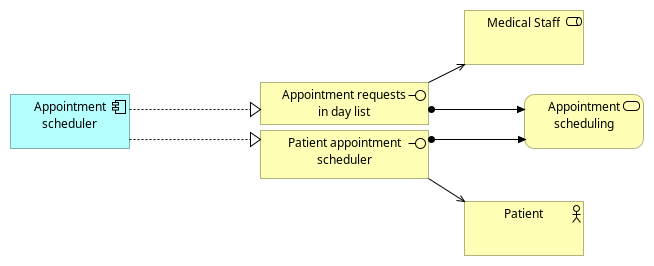 Medical Staff
Appointment requests
in day list
Appointment
scheduler
Appointment
scheduling
Patient appointment
scheduler
Patient